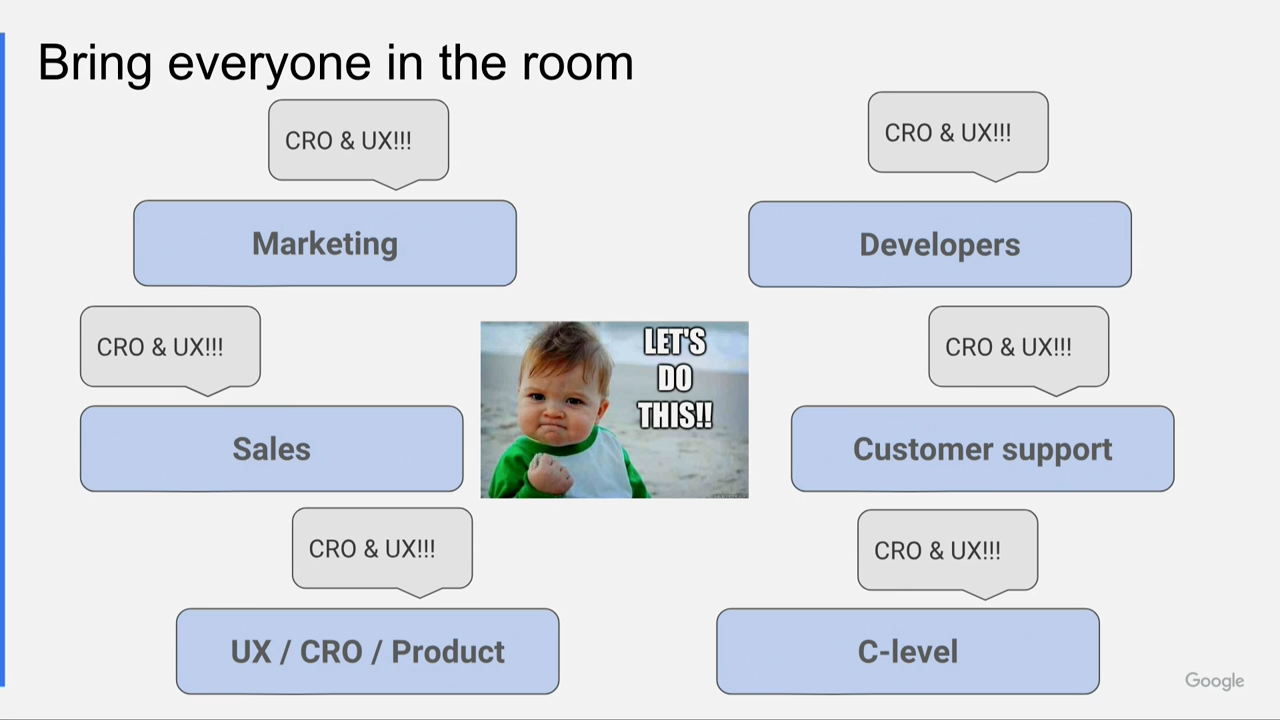 Bring everyone in the room
CRO & UX!!!
CRO & UX!!!
Marketing
Developers
CRO & UX!!!
CRO & UX!!!
LET'S
DO
THIS!!
Sales
Customer support
CRO & UX!!!
CRO & UX!!!
UX / CRO / Product
C-level
Google